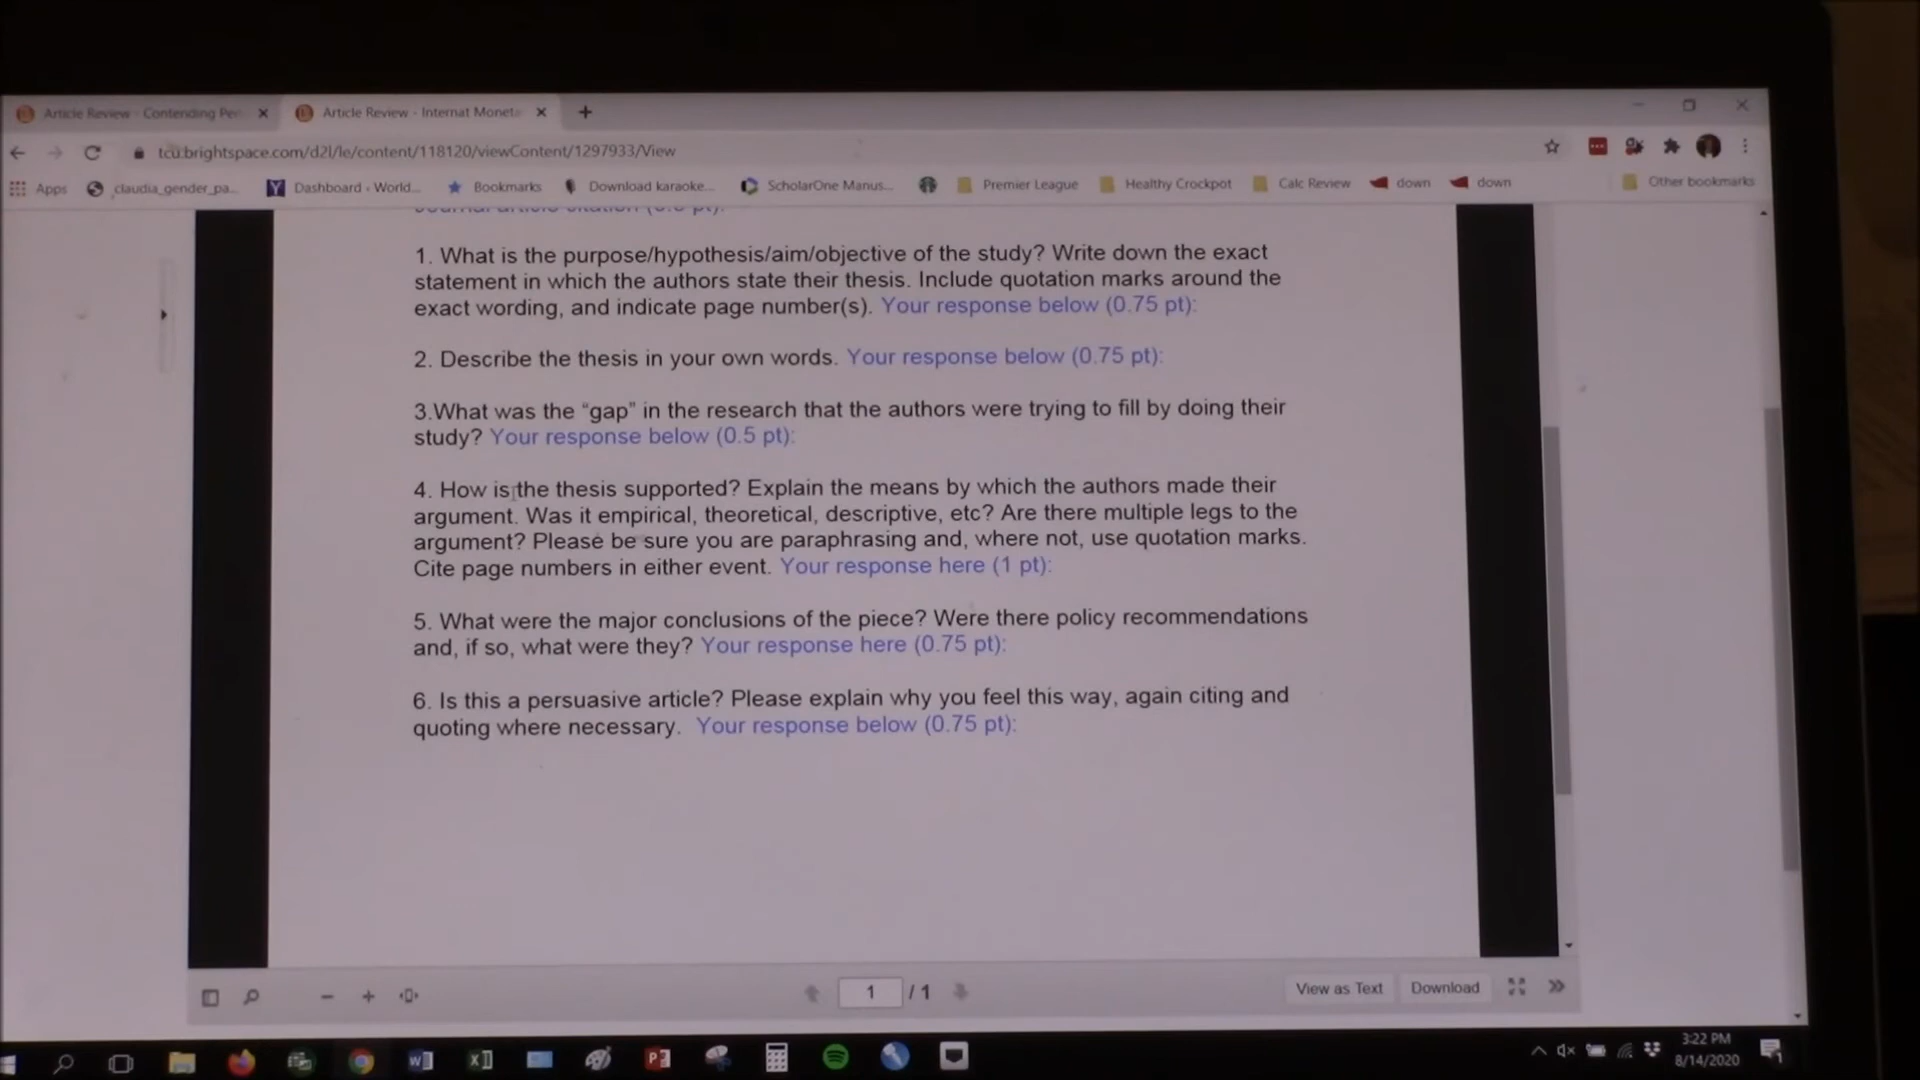 Article Review - Contending Per
Article Review - Internat Monet
tcu.brightspace.com/d2l/le/content/118120/viewContent/1297933/View
Apps
claudia_gender_pa...
Dashboard - World...
Bookmarks
Download karaoke...
ScholarOne Manus...
Premier League
Healthy Crockpot
Calc Review
down
down
Other bookmarks
1. What is the purpose/hypothesis/aim/objective of the study? Write down the exact
statement in which the authors state their thesis. Include quotation marks around the
exact wording, and indicate page number(s). Your response below (0.75 pt):
2. Describe the thesis in your own words. Your response below (0.75 pt):
3.What was the “gap” in the research that the authors were trying to fill by doing their
study? Your response below (0.5 pt):
4. How is the thesis supported? Explain the means by which the authors made their
argument. Was it empirical, theoretical, descriptive, etc? Are there multiple legs to the
argument? Please be sure you are paraphrasing and, where not, use quotation marks.
Cite page numbers in either event. Your response here (1 pt):
5. What were the major conclusions of the piece? Were there policy recommendations
and, if so, what were they? Your response here (0.75 pt):
6. Is this a persuasive article? Please explain why you feel this way, again citing and
quoting where necessary. Your response below (0.75 pt):
1 / 1
View as Text
Download
3:22 PM
8/14/2020